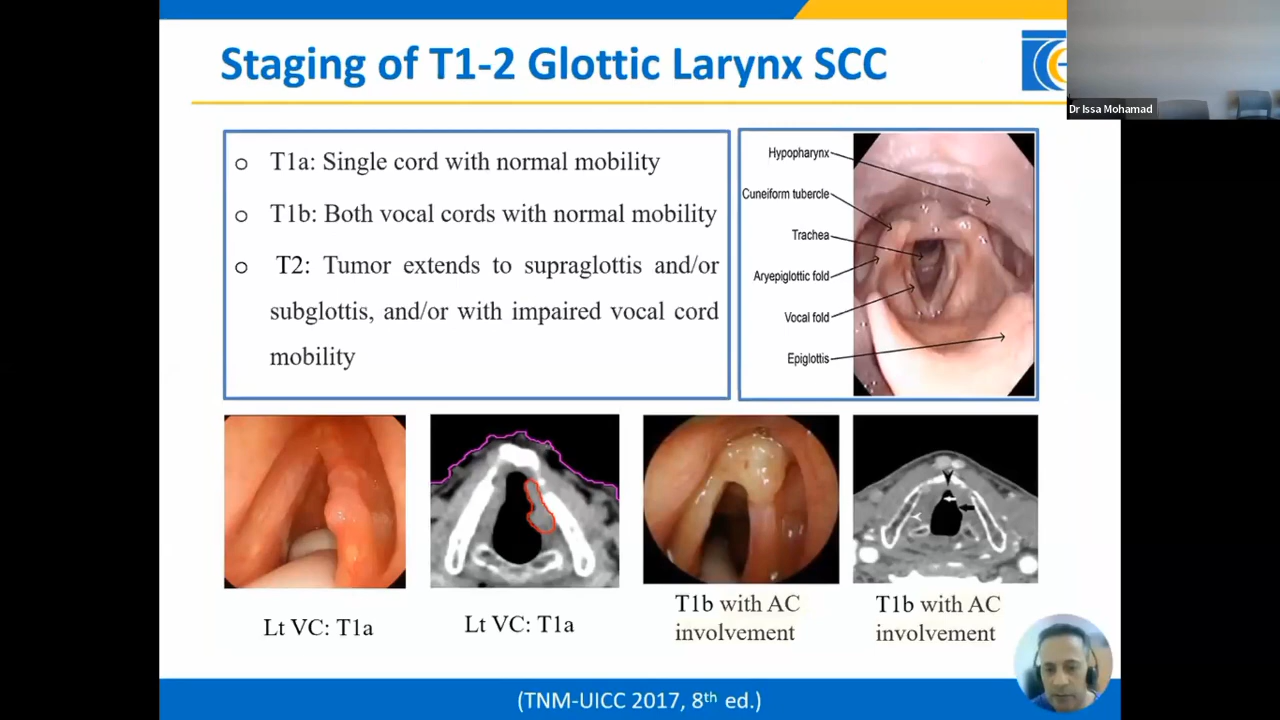 Staging of T1-2 Glottic Larynx SCC
Dr Issa Mohamad
o T1a: Single cord with normal mobility
o T1b: Both vocal cords with normal mobility
o T2: Tumor extends to supraglottis and/or
subglottis, and/or with impaired vocal cord
mobility
Hypopharynx
Cuneiform tubercle
Trachea
Aryepiglottic fold
Vocal fold
Epiglottis
Lt VC: T1a
Lt VC: T1a
T1b with AC
involvement
T1b with AC
involvement
(TNM-UICC 2017, 8th ed.)